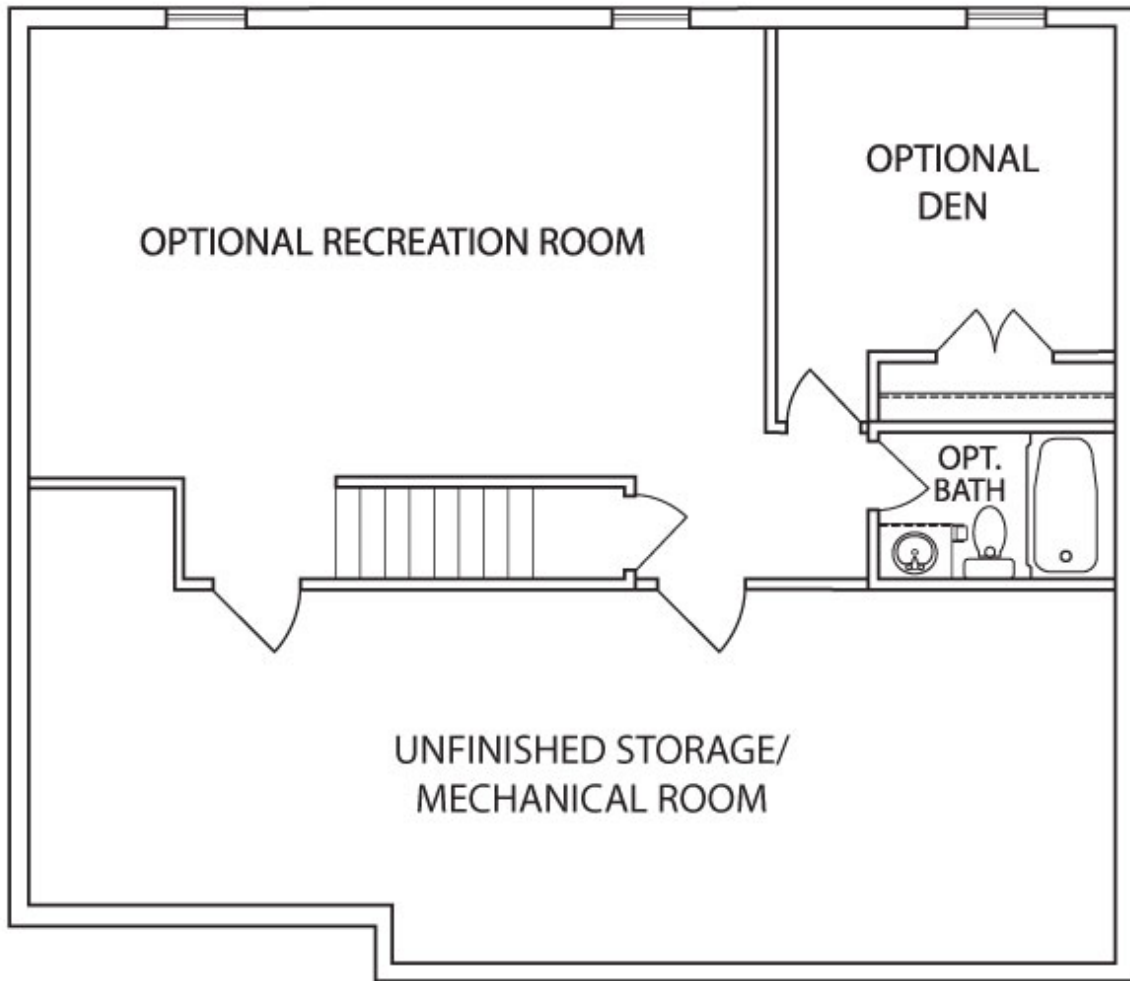 OPTIONAL
DEN
OPTIONAL RECREATION ROOM
OPT.
BATH
UNFINISHED STORAGE/
MECHANICAL ROOM